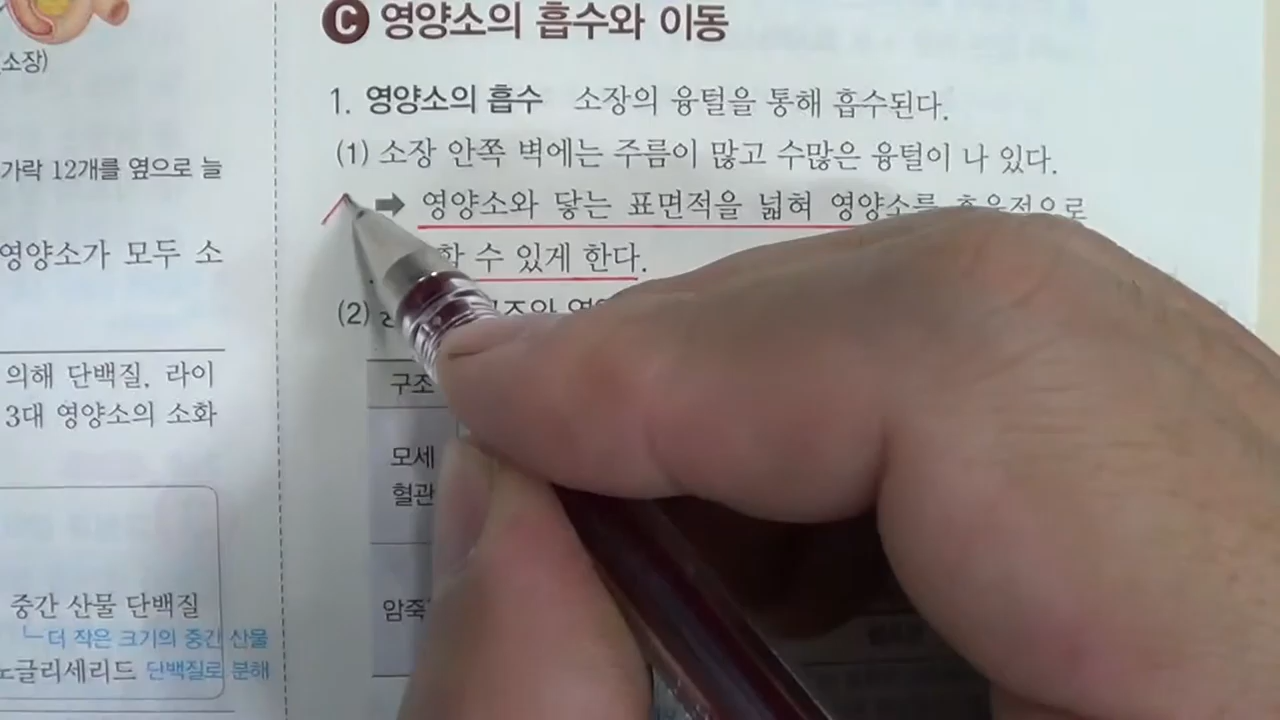 소장)
가락 12개를 옆으로 늘
영양소가 모두 소
의해 단백질, 라이
3대 영양소의 소화
중간 산물 단백질
더 작은 크기의 중간 산물
노글리세리드 단백질로 분해
C 영양소의 흡수와 이동
1. 영양소의 흡수 소장의 융털을 통해 흡수된다.
(1) 소장 안쪽 벽에는 주름이 많고 수많은 융털이 나 있다.
➡ 영양소와 닿는 표면적을 넓혀 영양소를 효율적으로
할 수 있게 한다.
(2)
구조
모세
혈관
암죽